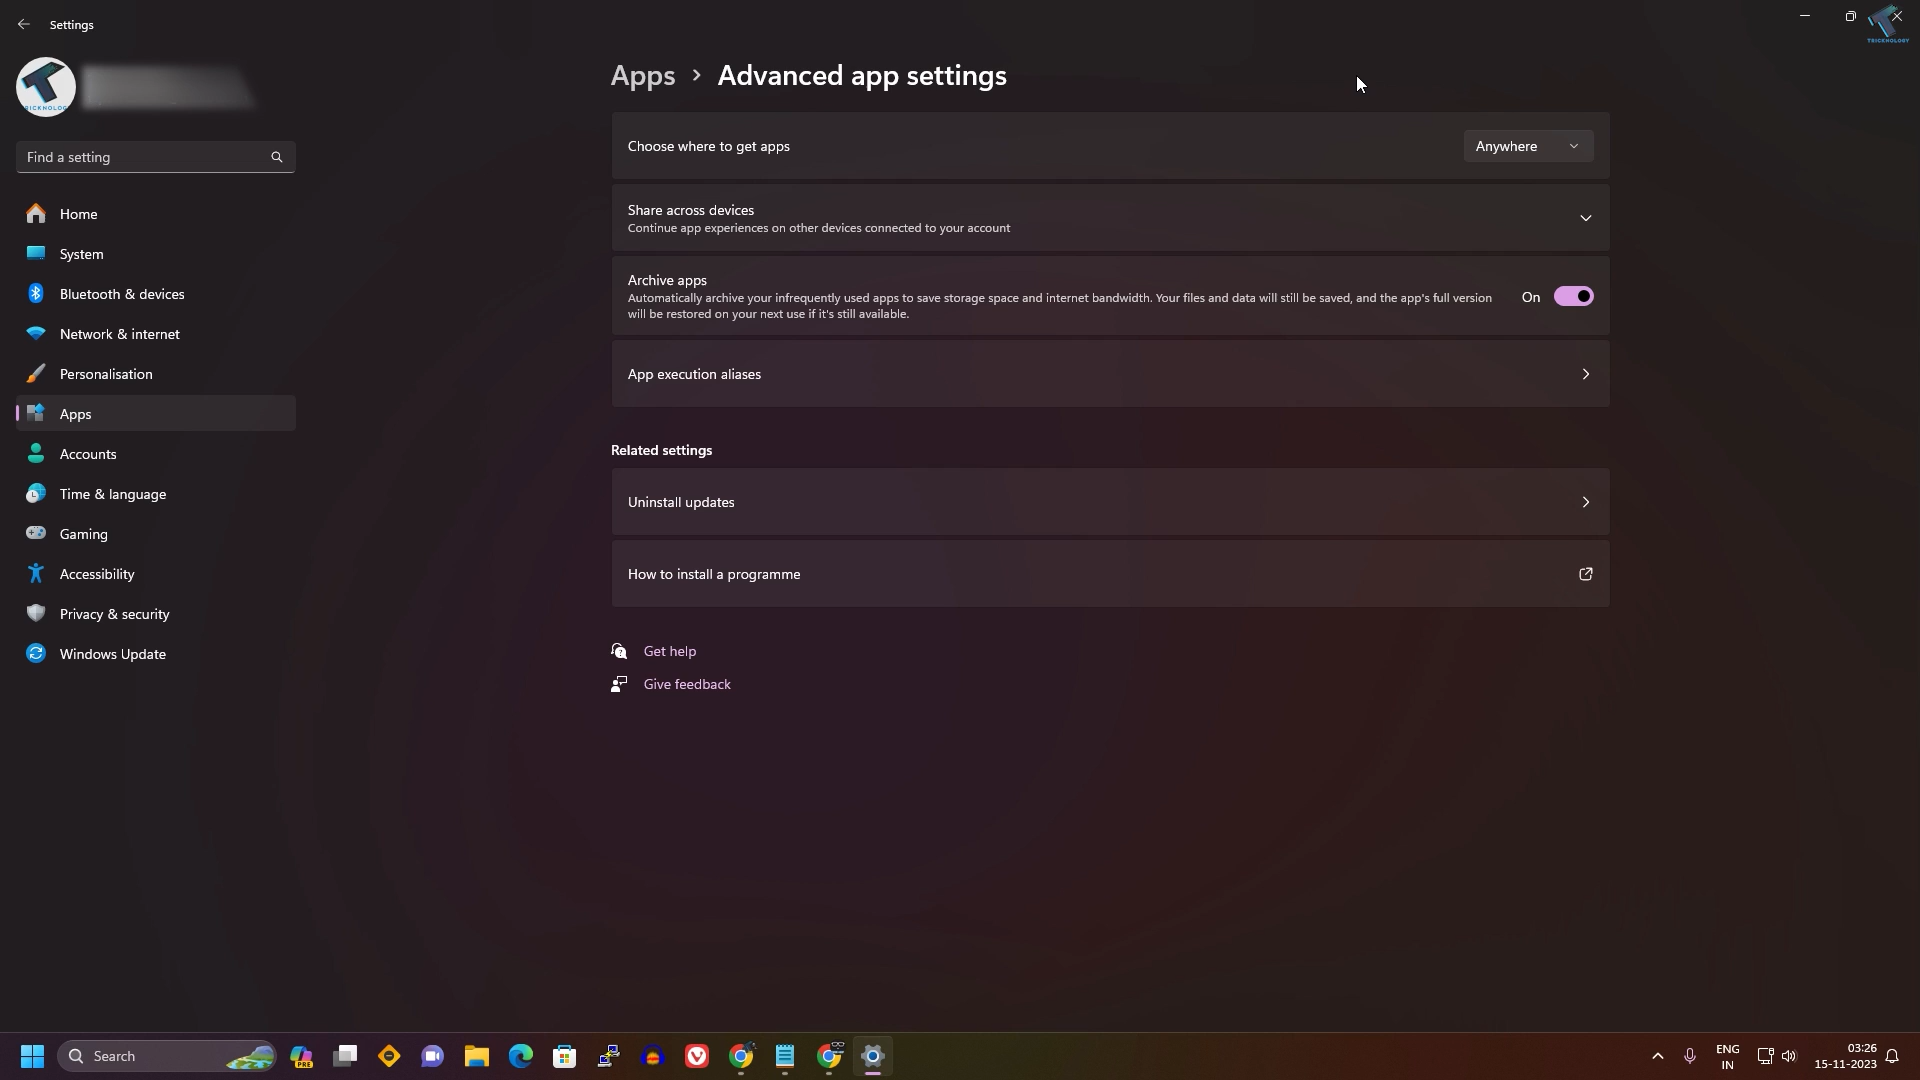 Settings
TRICKNOLOGY
Find a setting
Home
System
Bluetooth & devices
Network & internet
Personalisation
Apps
Accounts
Time & language
Gaming
Accessibility
Privacy & security
Windows Update
Apps > Advanced app settings
Choose where to get apps
Anywhere
Share across devices
Continue app experiences on other devices connected to your account
Archive apps
Automatically archive your infrequently used apps to save storage space and internet bandwidth. Your files and data will still be saved, and the app's full version
will be restored on your next use if it's still available.
On
App execution aliases
Related settings
Uninstall updates
How to install a programme
Get help
Give feedback
Search
PRE
ENG
IN
03:26
15-11-2023